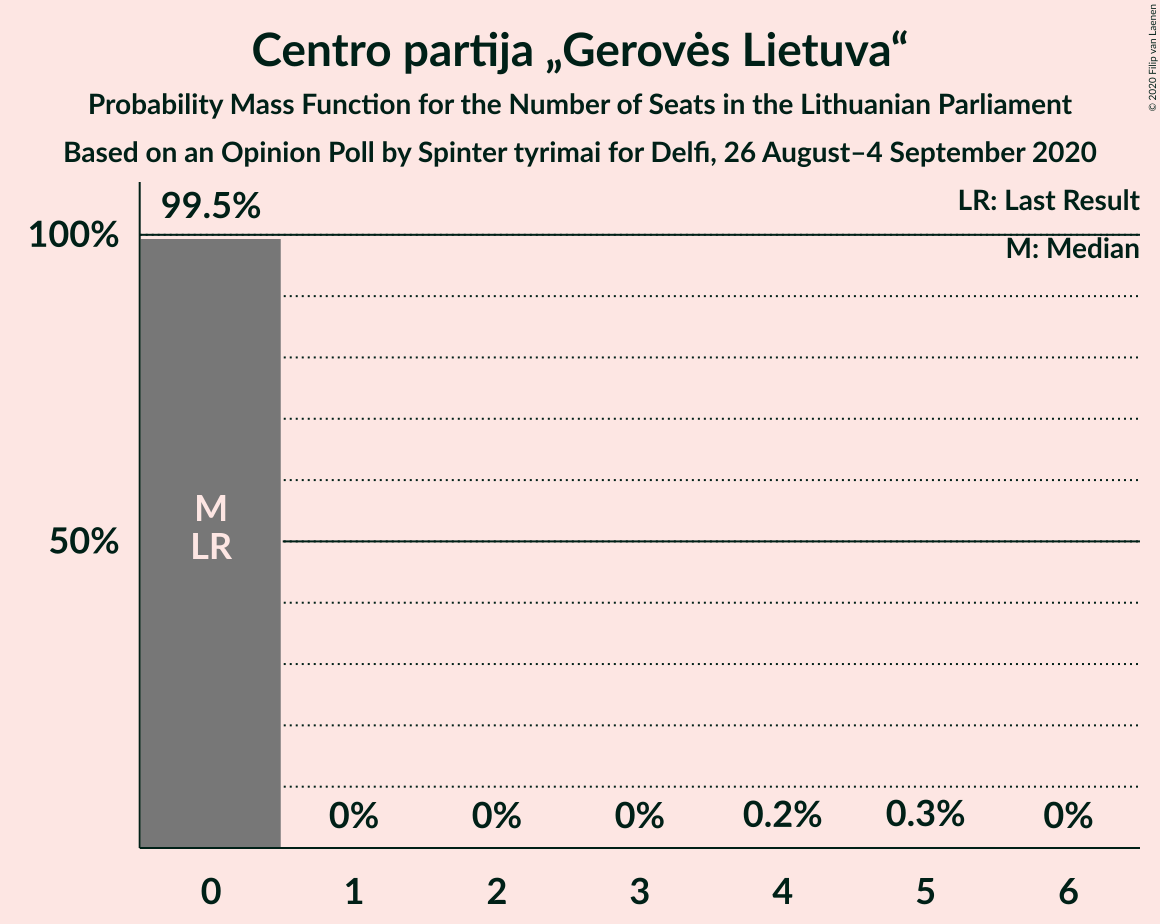 Centro partija „Gerovės Lietuva“
Probability Mass Function for the Number of Seats in the Lithuanian Parliament
Based on an Opinion Poll by Spinter tyrimai for Delfi, 26 August–4 September 2020
© 2020 Filip van Laenen
LR: Last Result
M: Median
99.5%
100%
50%
M
LR
0% 0% 0% 0.2% 0.3% 0%
0 1 2 3 4 5 6